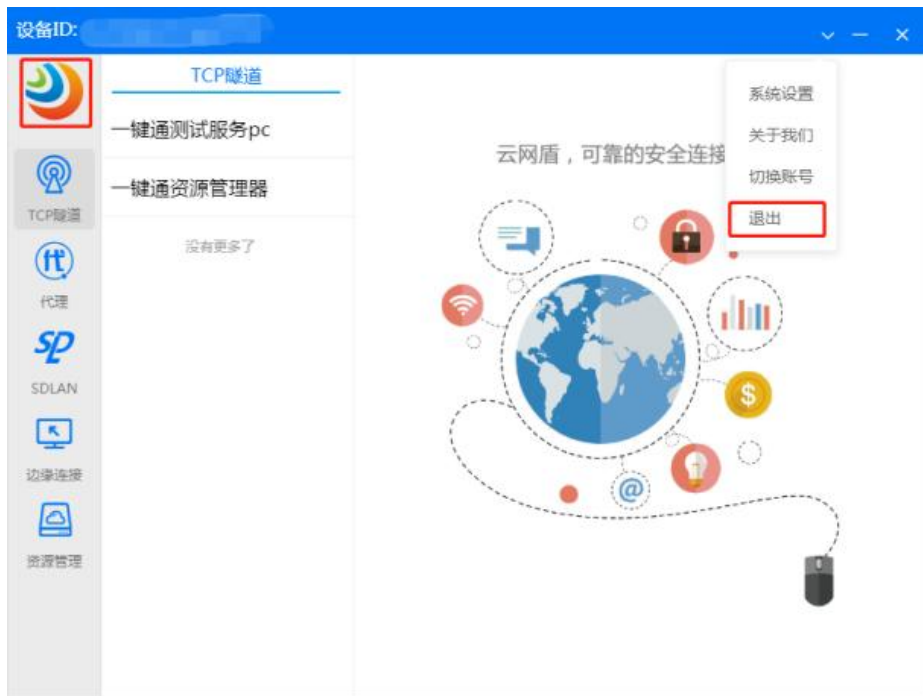 设备ID:
TCP隧道
一键通测试服务pc
一键通资源管理器
没有更多了
TCP隧道
代
代理
SDLAN
边缘连接
资源管理
云网盾，可靠的安全连接
系统设置
关于我们
切换账号
退出
$
@